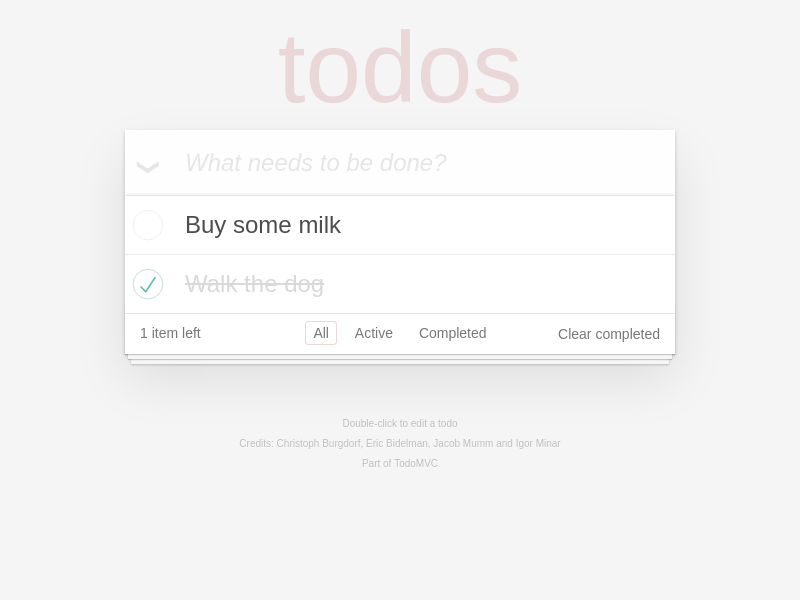 todos
What needs to be done?
Buy some milk
Walk the dog
1 item left All Active Completed Clear completed
Double-click to edit a todo
Credits: Christoph Burgdorf, Eric Bidelman, Jacob Mumm and Igor Minar
Part of TodoMVC